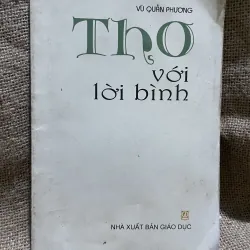 VŨ QUẦN PHƯƠNG
Thơ
với
lời bình
NHÀ XUẤT BẢN GIÁO DỤC